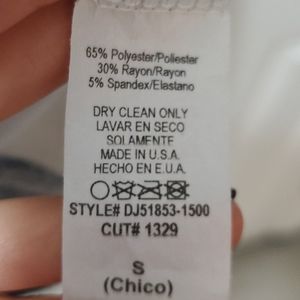 65% Polyester/Poliester
30% Rayon/Rayon
5% Spandex/Elastano
DRY CLEAN ONLY
LAVAR EN SECO
SOLAMENTE
MADE IN U.S.A.
HECHO EN E.U.A.
STYLE# DJ51853-1500
CUT# 1329
S
(Chico)